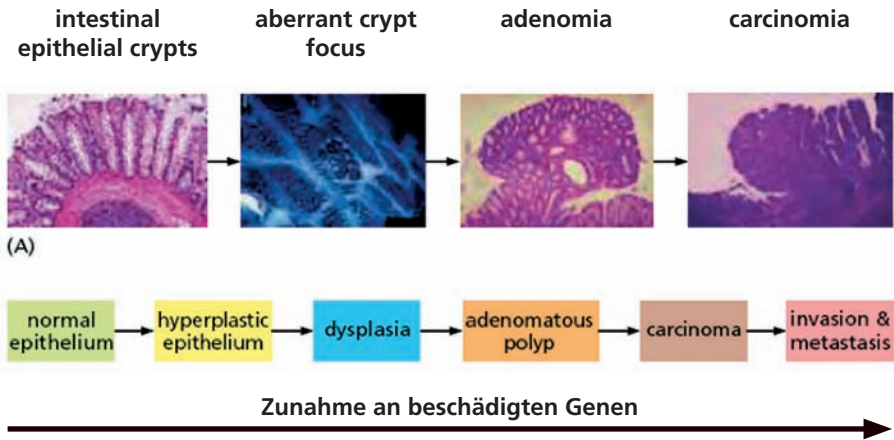 intestinal
epithelial crypts
aberrant crypt
focus
adenomia
carcinomia
(A)
normal
epithelium
hyperplastic
epithelium
dysplasia
adenomatous
polyp
carcinoma
invasion &
metastasis
Zunahme an beschädigten Genen